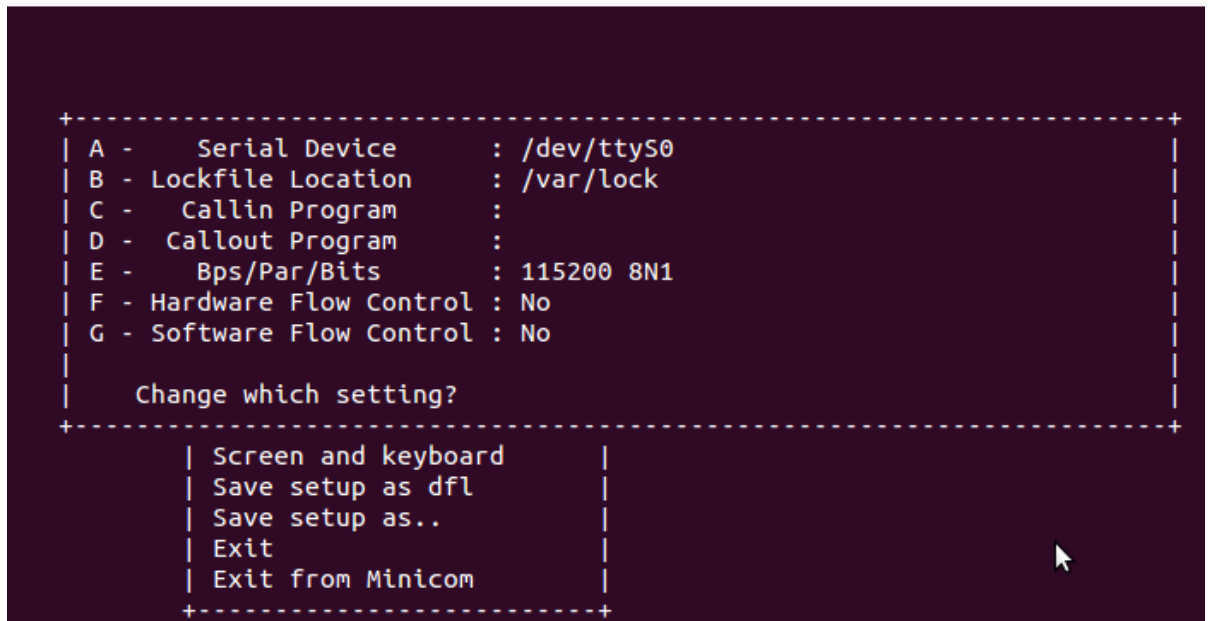 +-----------------------------------------------------------------------+
| A -    Serial Device      : /dev/ttyS0                                |
| B - Lockfile Location     : /var/lock                                 |
| C -   Callin Program      :                                           |
| D -  Callout Program      :                                           |
| E -    Bps/Par/Bits       : 115200 8N1                                |
| F - Hardware Flow Control : No                                        |
| G - Software Flow Control : No                                        |
|                                                                       |
|    Change which setting?                                              |
+-----------------------------------------------------------------------+
        | Screen and keyboard      |
        | Save setup as dfl        |
        | Save setup as..          |
        | Exit                     |
        | Exit from Minicom        |
        +--------------------------+